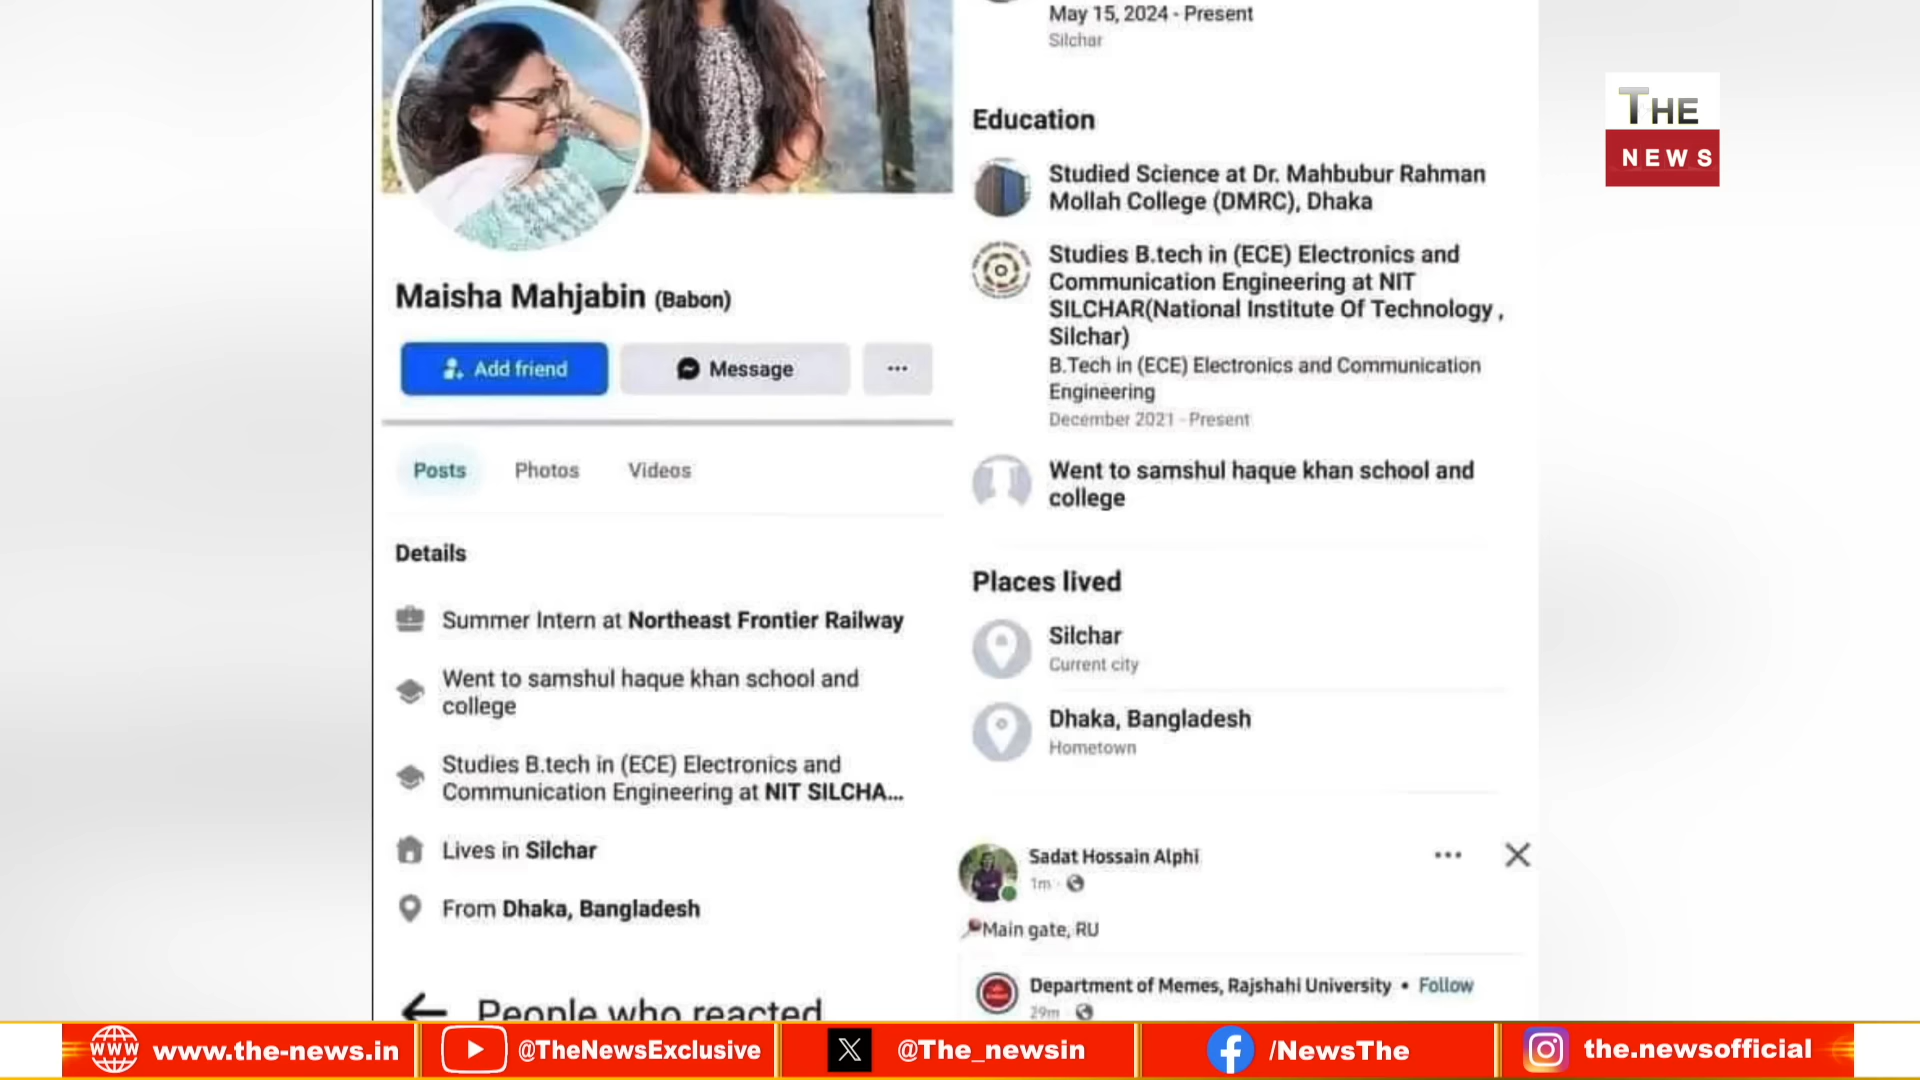 May 15, 2024 - Present
Silchar
THE
NEWS
Education
Studied Science at Dr. Mahbubur Rahman
Mollah College (DMRC), Dhaka
Studies B.tech in (ECE) Electronics and
Communication Engineering at NIT
SILCHAR(National Institute Of Technology ,
Silchar)
B.Tech in (ECE) Electronics and Communication
Engineering
December 2021 - Present
Went to samshul haque khan school and
college
Places lived
Silchar
Current city
Dhaka, Bangladesh
Hometown
Maisha Mahjabin (Babon)
Add friend
Message
Posts
Photos
Videos
Details
Summer Intern at Northeast Frontier Railway
Went to samshul haque khan school and
college
Studies B.tech in (ECE) Electronics and
Communication Engineering at NIT SILCHA...
Lives in Silchar
From Dhaka, Bangladesh
People who reacted
Sadat Hossain Alphi
1m ·
Main gate, RU
Department of Memes, Rajshahi University • Follow
29m ·
WWW
www.the-news.in
@TheNewsExclusive
@The_newsin
/NewsThe
the.newsofficial